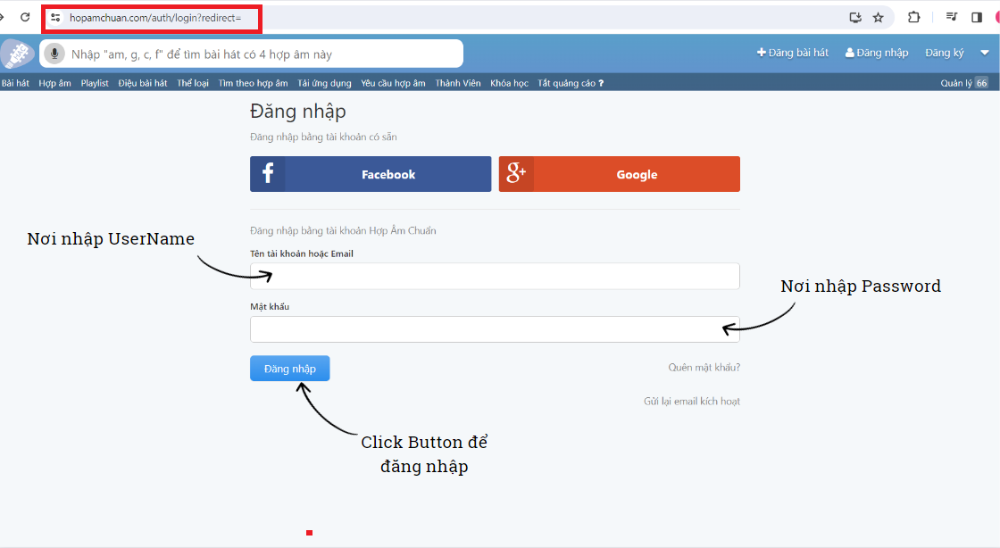 hopamchuan.com/auth/login?redirect=
Nhập "am, g, c, f" để tìm bài hát có 4 hợp âm này
Đăng bài hát Đăng nhập Đăng ký
Bài hát Hợp âm Playlist Điệu bài hát Thể loại Tìm theo hợp âm Tải ứng dụng Yêu cầu hợp âm Thành Viên Khóa học Tắt quảng cáo ? Quản lý 66
Đăng nhập
Đăng nhập bằng tài khoản có sẵn
f Facebook g+ Google
Đăng nhập bằng tài khoản Hợp Âm Chuẩn
Nơi nhập UserName
Tên tài khoản hoặc Email
Nơi nhập Password
Mật khẩu
Đăng nhập Quên mật khẩu?
Gửi lại email kích hoạt
Click Button để
đăng nhập